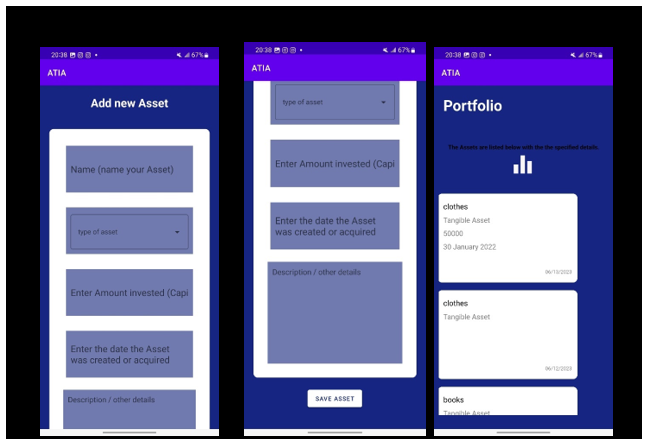 20:38
67%
ATIA
Add new Asset
Name (name your Asset)
type of asset
Enter Amount invested (Capi
Enter the date the Asset
was created or acquired
Description / other details
20:38
67%
ATIA
type of asset
Enter Amount invested (Capi
Enter the date the Asset
was created or acquired
Description / other details
SAVE ASSET
20:38
67%
ATIA
Portfolio
The Assets are listed below with the the specified details.
clothes
Tangible Asset
50000
30 January 2022
06/12/2023
clothes
Tangible Asset
06/12/2023
books
Tangible Asset